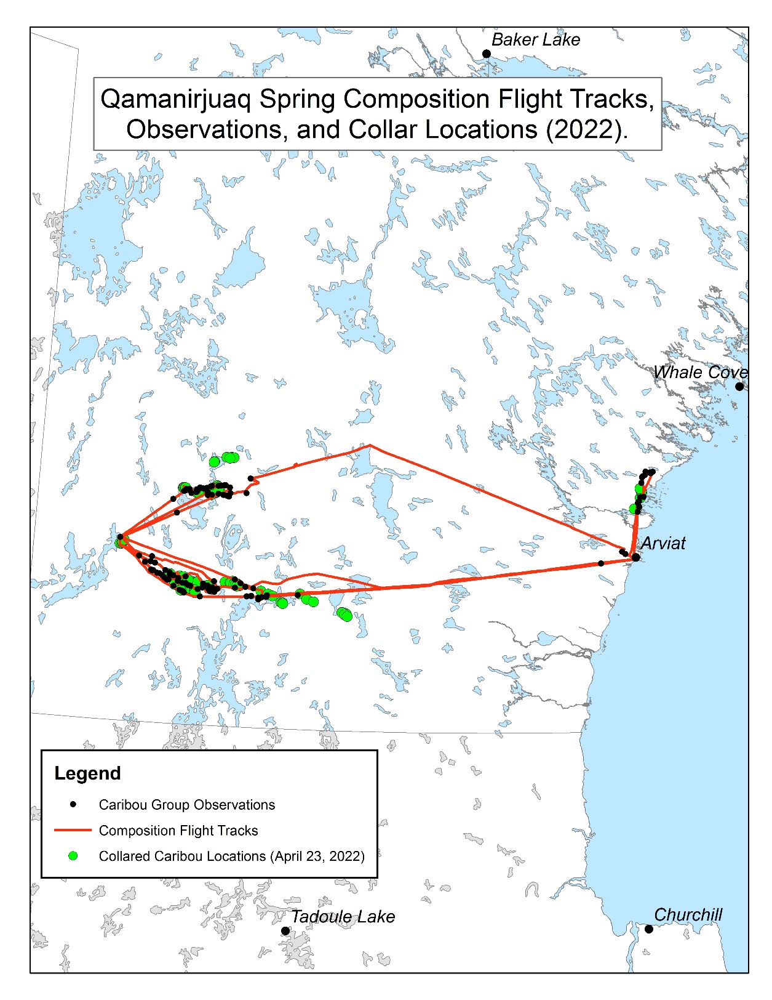 Baker Lake
Qamanirjuaq Spring Composition Flight Tracks,
Observations, and Collar Locations (2022).
Whale Cove
Arviat
Legend
Caribou Group Observations
Composition Flight Tracks
Collared Caribou Locations (April 23, 2022)
Tadoule Lake
Churchill